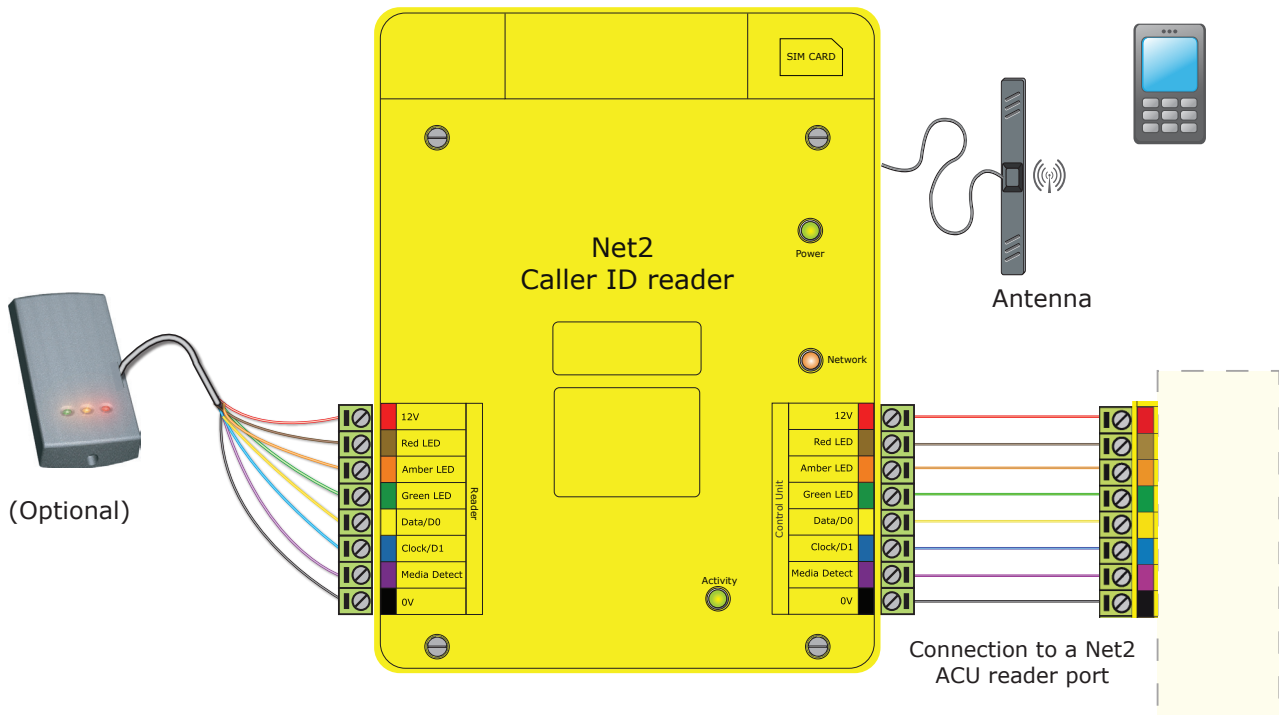 SIM CARD
Net2
Caller ID reader
Power
Network
Antenna
(Optional)
12V
Red LED
Amber LED
Green LED
Data/D0
Clock/D1
Media Detect
0V
Reader
Activity
Control Unit
12V
Red LED
Amber LED
Green LED
Data/D0
Clock/D1
Media Detect
0V
Connection to a Net2
ACU reader port